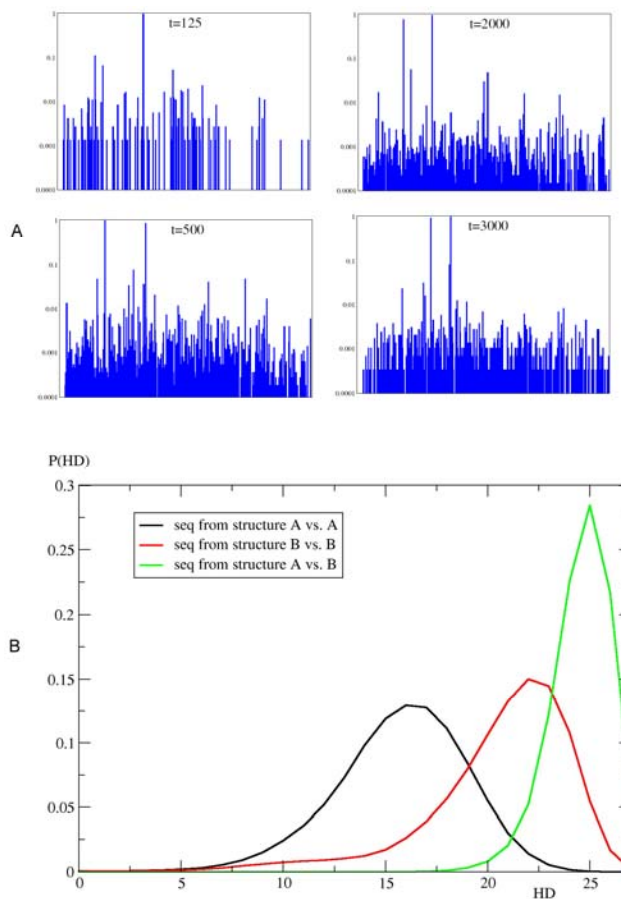 t=125
1
0.1
0.01
0.001
0.0001
t=2000
1
0.1
0.01
0.001
0.0001
A
t=500
1
0.1
0.01
0.001
0.0001
t=3000
1
0.1
0.01
0.001
0.0001
P(HD)
0.3
0.25
0.2
0.15
0.1
0.05
0
seq from structure A vs. A
seq from structure B vs. B
seq from structure A vs. B
B
0 5 10 15 20 25
HD